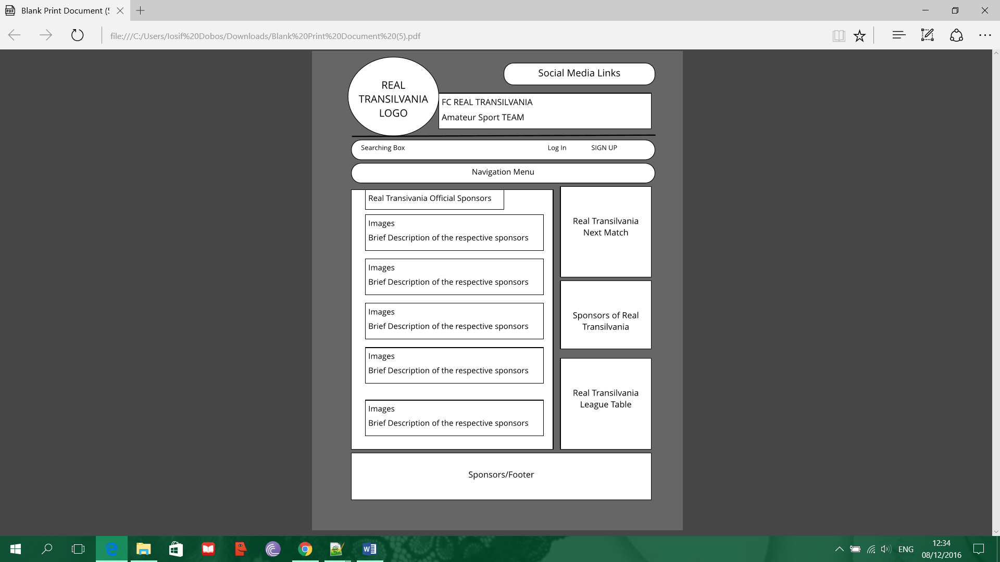 Blank Print Document (5
file:///C:/Users/Iosif%20Dobos/Downloads/Blank%20Print%20Document%20(5).pdf
REAL
TRANSILVANIA
LOGO
Social Media Links
FC REAL TRANSILVANIA
Amateur Sport TEAM
Searching Box Log In SIGN UP
Navigation Menu
Real Transivania Official Sponsors
Images
Brief Description of the respective sponsors
Images
Brief Description of the respective sponsors
Images
Brief Description of the respective sponsors
Images
Brief Description of the respective sponsors
Images
Brief Description of the respective sponsors
Real Transilvania
Next Match
Sponsors of Real
Transilvania
Real Transilvania
League Table
Sponsors/Footer
ENG
12:34
08/12/2016